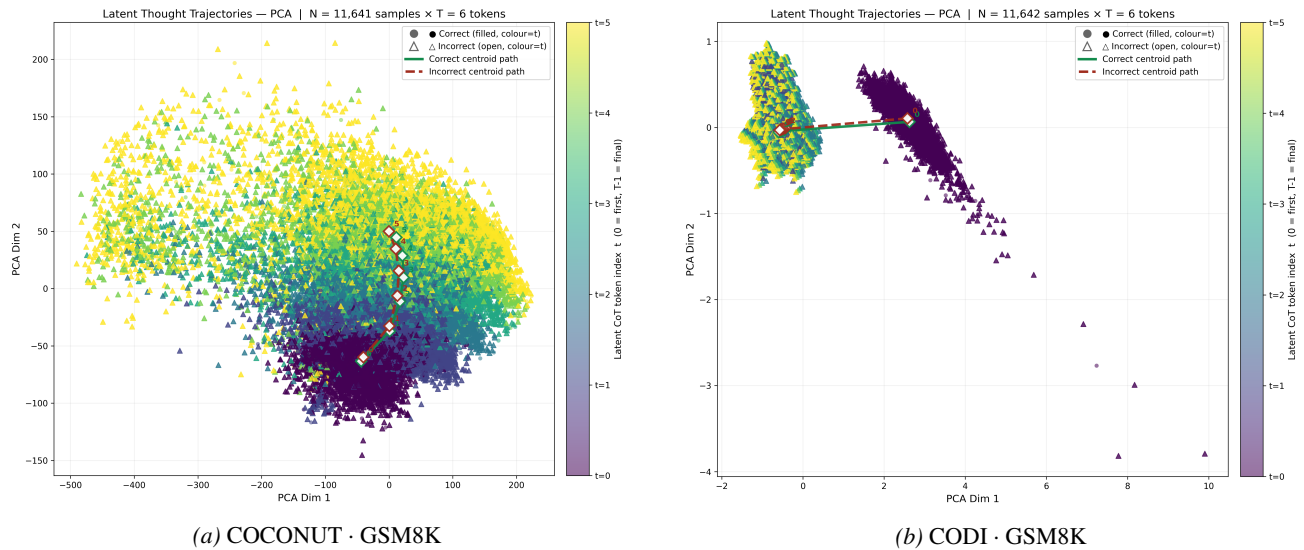 Latent Thought Trajectories — PCA | N = 11,641 samples × T = 6 tokens
● Correct (filled, colour=t)
△ Incorrect (open, colour=t)
Correct centroid path
Incorrect centroid path
200
150
100
50
0
−50
−100
−150
PCA Dim 2
−500
−400
−300
−200
−100
0
100
200
PCA Dim 1
t=5
t=4
t=3
t=2
t=1
t=0
Latent CoT token index t (0 = first, T-1 = final)
(a) COCONUT · GSM8K
Latent Thought Trajectories — PCA | N = 11,642 samples × T = 6 tokens
● Correct (filled, colour=t)
△ Incorrect (open, colour=t)
Correct centroid path
Incorrect centroid path
1
0
−1
−2
−3
−4
PCA Dim 2
−2
0
2
4
6
8
10
PCA Dim 1
t=5
t=4
t=3
t=2
t=1
t=0
Latent CoT token index t (0 = first, T-1 = final)
(b) CODI · GSM8K